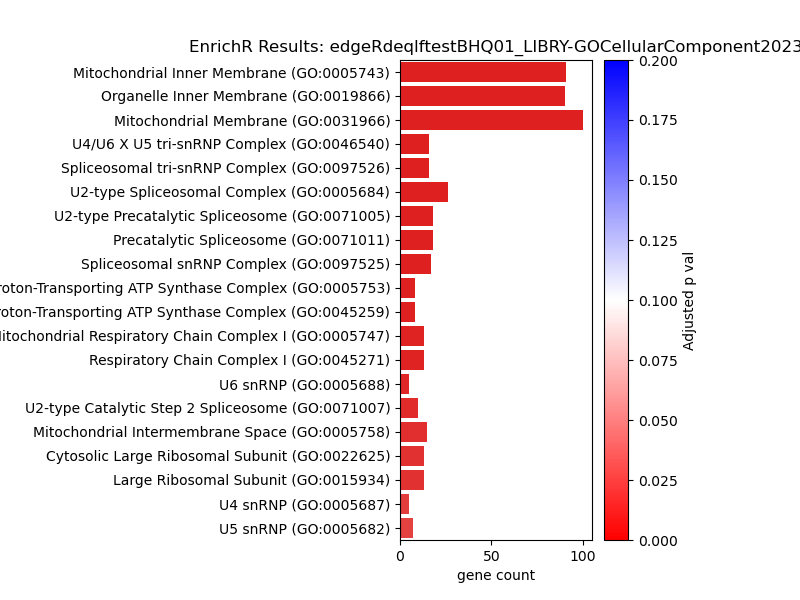 EnrichR Results: edgeRdeqlftestBHQ01_LIBRY-GOCellularComponent2023
Mitochondrial Inner Membrane (GO:0005743)
Organelle Inner Membrane (GO:0019866)
Mitochondrial Membrane (GO:0031966)
U4/U6 X U5 tri-snRNP Complex (GO:0046540)
Spliceosomal tri-snRNP Complex (GO:0097526)
U2-type Spliceosomal Complex (GO:0005684)
U2-type Precatalytic Spliceosome (GO:0071005)
Precatalytic Spliceosome (GO:0071011)
Spliceosomal snRNP Complex (GO:0097525)
roton-Transporting ATP Synthase Complex (GO:0005753)
roton-Transporting ATP Synthase Complex (GO:0045259)
itochondrial Respiratory Chain Complex I (GO:0005747)
Respiratory Chain Complex I (GO:0045271)
U6 snRNP (GO:0005688)
U2-type Catalytic Step 2 Spliceosome (GO:0071007)
Mitochondrial Intermembrane Space (GO:0005758)
Cytosolic Large Ribosomal Subunit (GO:0022625)
Large Ribosomal Subunit (GO:0015934)
U4 snRNP (GO:0005687)
U5 snRNP (GO:0005682)
0 50 100
gene count
0.200
0.175
0.150
0.125
0.100
0.075
0.050
0.025
0.000
Adjusted p val